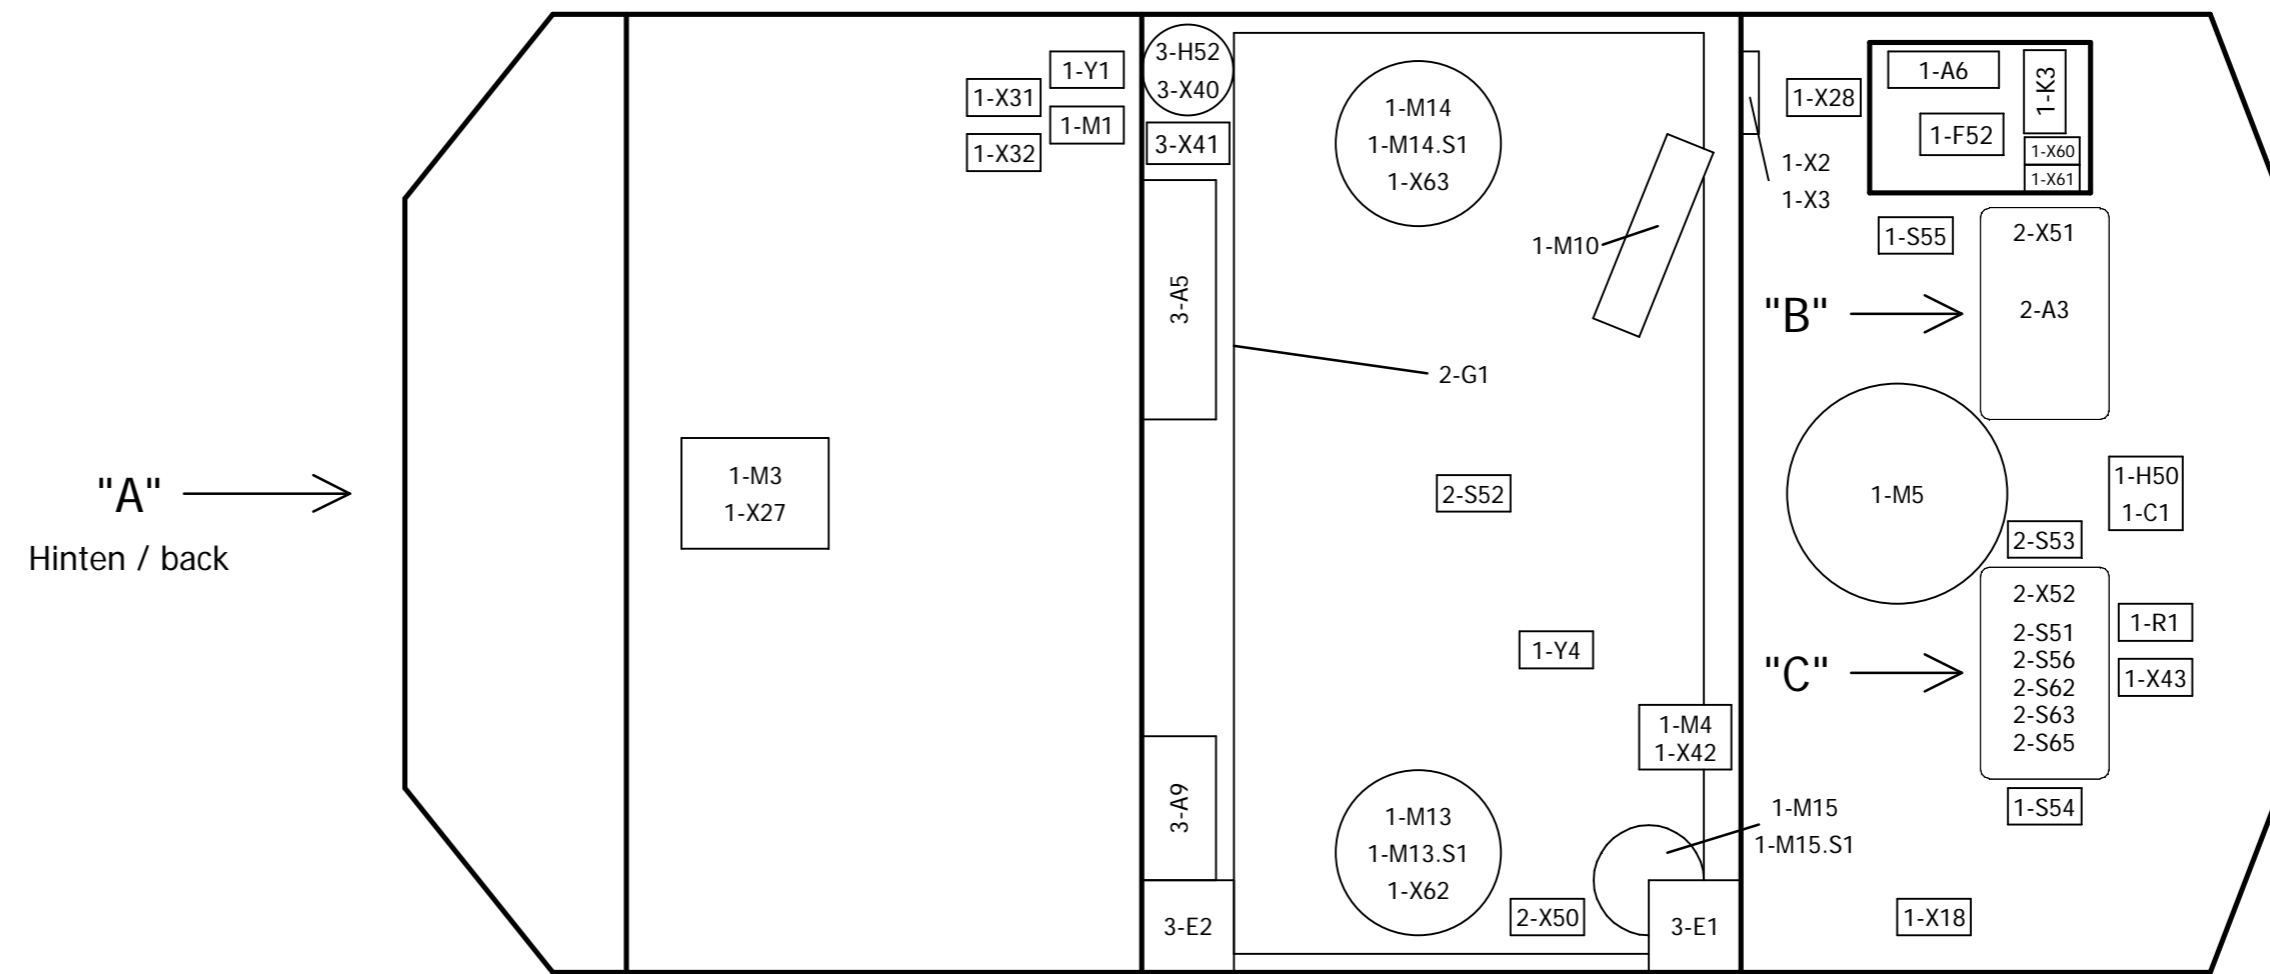 "A"
Hinten / back
1-M3
1-X27
1-X31
1-X32
1-Y1
1-M1
3-H52
3-X40
3-X41
3-A5
3-A9
3-E2
1-M14
1-M14.S1
1-X63
1-M10
2-G1
2-S52
1-Y4
1-M4
1-X42
1-M13
1-M13.S1
1-X62
2-X50
3-E1
1-M15
1-M15.S1
1-X2
1-X3
1-X28
1-A6
1-K3
1-F52
1-X60
1-X61
1-S55
"B"
2-X51
2-A3
1-M5
1-H50
1-C1
2-S53
"C"
2-X52
2-S51
2-S56
2-S62
2-S63
2-S65
1-R1
1-X43
1-S54
1-X18